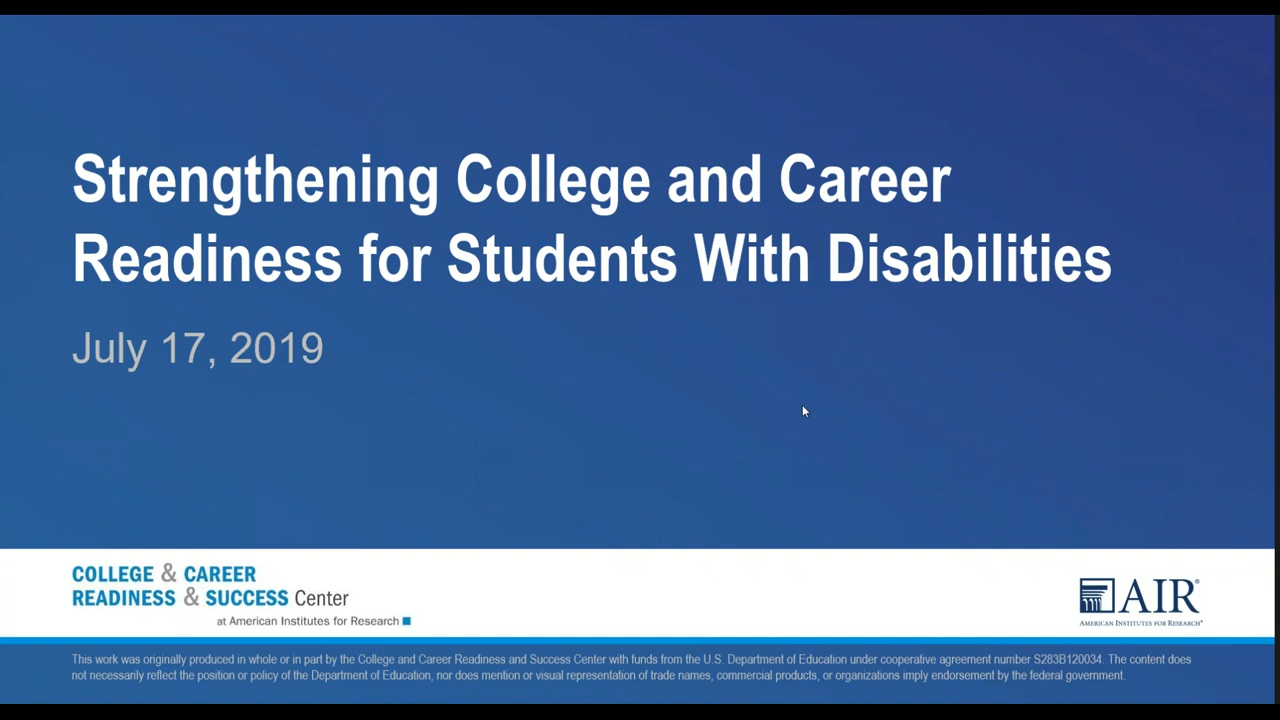 Strengthening College and Career
Readiness for Students With Disabilities
July 17, 2019
COLLEGE & CAREER
READINESS & SUCCESS Center
at American Institutes for Research
AIR®
AMERICAN INSTITUTES FOR RESEARCH®
This work was originally produced in whole or in part by the College and Career Readiness and Success Center with funds from the U.S. Department of Education under cooperative agreement number S283B120034. The content does
not necessarily reflect the position or policy of the Department of Education, nor does mention or visual representation of trade names, commercial products, or organizations imply endorsement by the federal government.